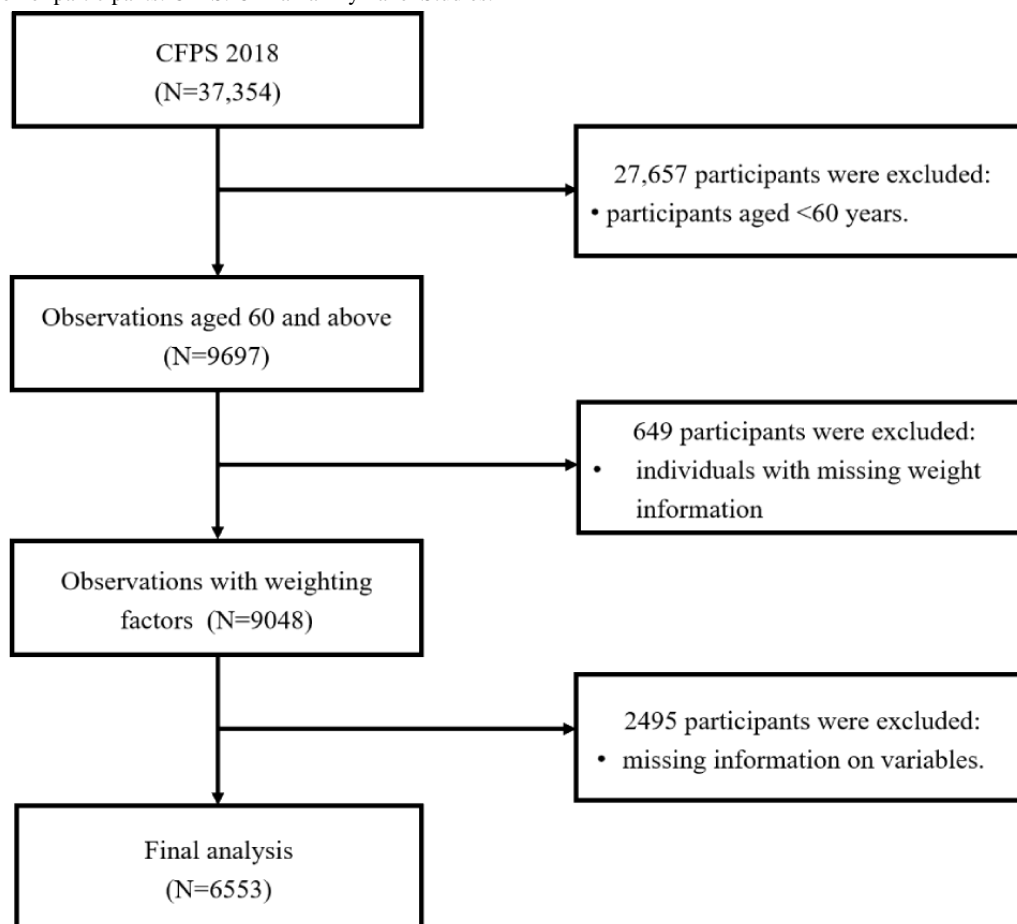 CFPS 2018
(N=37,354)
27,657 participants were excluded:
• participants aged <60 years.
Observations aged 60 and above
(N=9697)
649 participants were excluded:
• individuals with missing weight
information
Observations with weighting
factors (N=9048)
2495 participants were excluded:
• missing information on variables.
Final analysis
(N=6553)